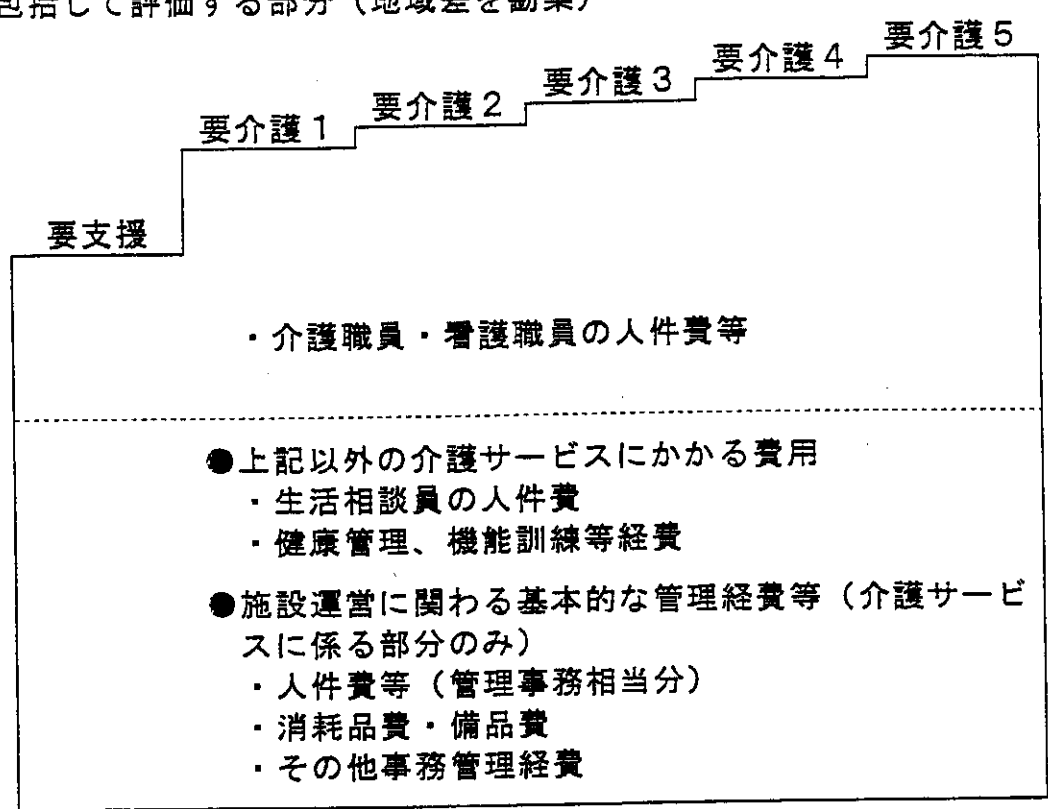 包括して評価する部分（地域差を勘案）
要介護５
要介護４
要介護３
要介護２
要介護１
要支援
・介護職員・看護職員の人件費等
●上記以外の介護サービスにかかる費用
・生活相談員の人件費
・健康管理、機能訓練等経費
●施設運営に関わる基本的な管理経費等（介護サービ
スに係る部分のみ）
・人件費等（管理事務相当分）
・消耗品費・備品費
・その他事務管理経費